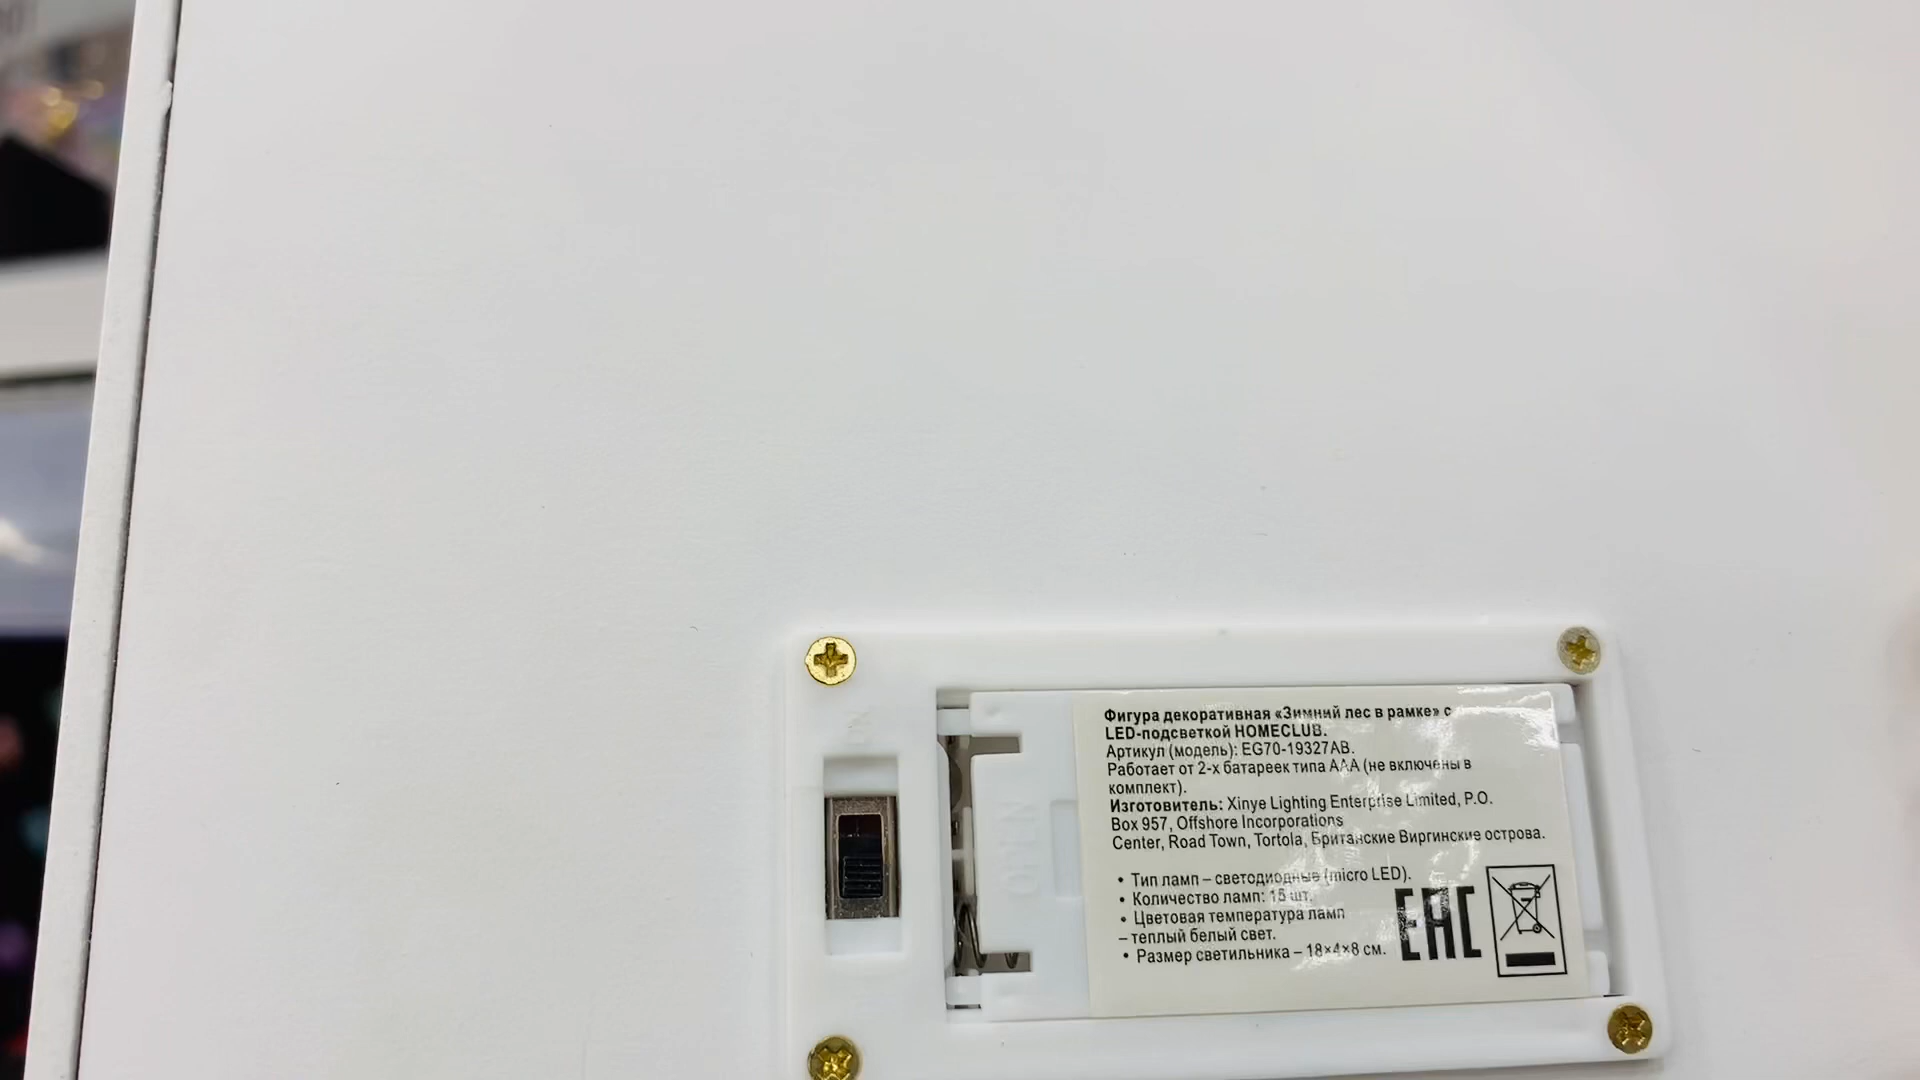 Фигура декоративная «Зимний лес в рамке» с
LED-подсветкой HOMECLUB.
Артикул (модель): EG70-19327AB.
Работает от 2-х батареек типа ААА (не включены в
комплект).
Изготовитель: Xinye Lighting Enterprise Limited, P.O.
Box 957, Offshore Incorporations
Center, Road Town, Tortola, Британские Виргинские острова.
• Тип ламп – светодиодные (micro LED).
• Количество ламп: 15 шт.
• Цветовая температура ламп
– теплый белый свет.
• Размер светильника – 18×4×8 см.
EAC